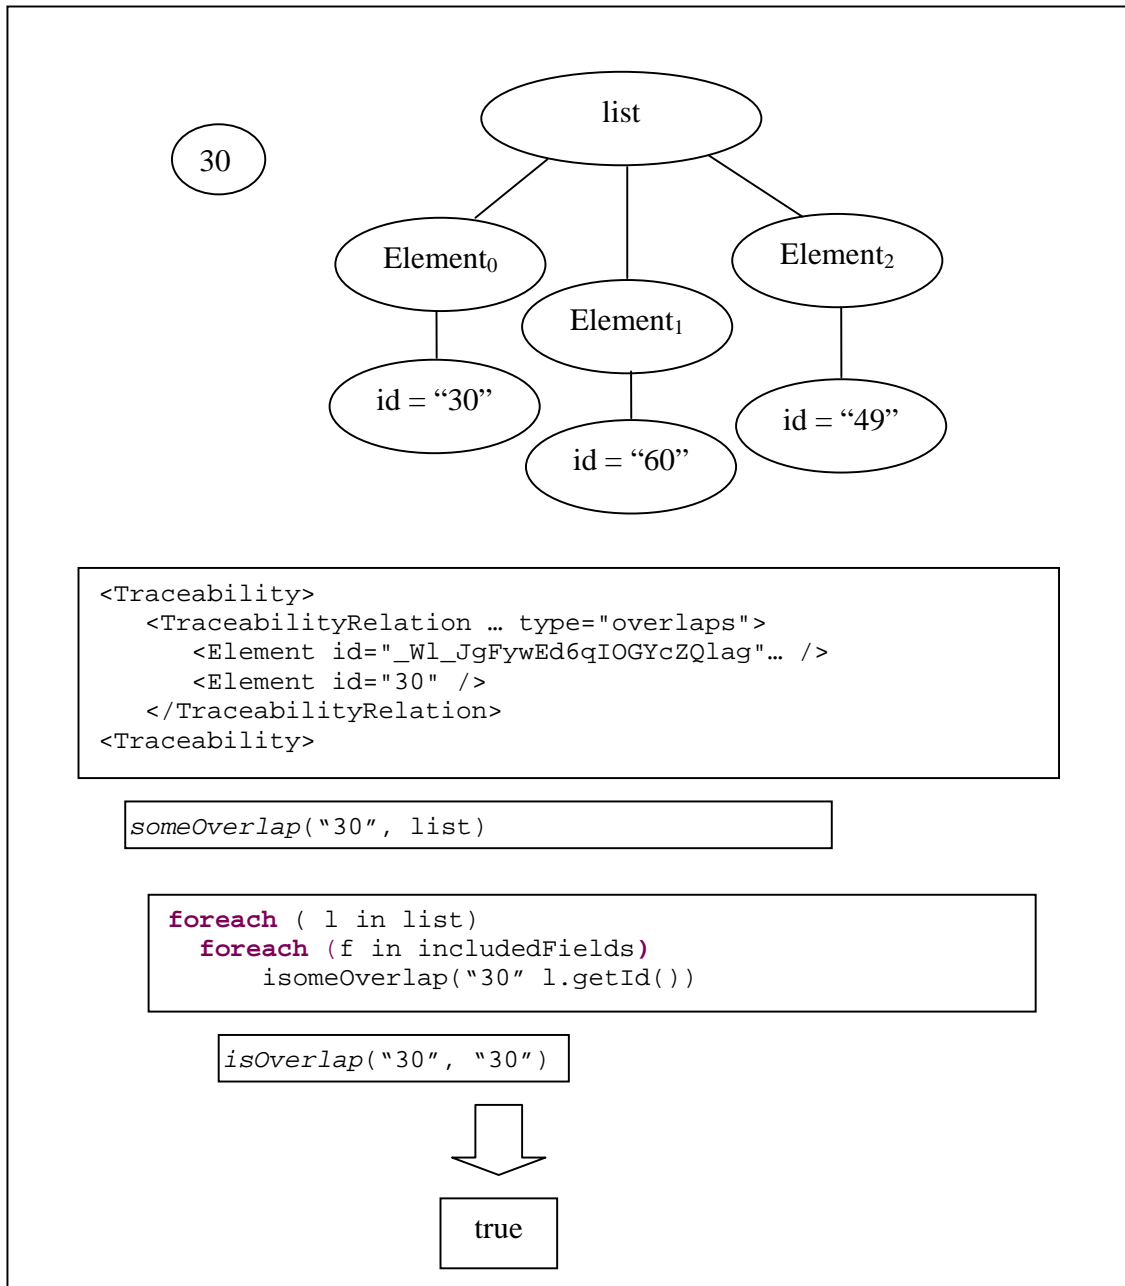 list
30
Element₀
Element₂
Element₁
id = “30”
id = “49”
id = “60”
<Traceability>
<TraceabilityRelation … type="overlaps">
<Element id="_Wl_JgFywEd6qIOGYcZQlag"… />
<Element id="30" />
</TraceabilityRelation>
<Traceability>
someOverlap(“30”, list)
foreach ( l in list)
foreach (f in includedFields)
isomeOverlap(“30” l.getId())
isOverlap(“30”, “30”)
true